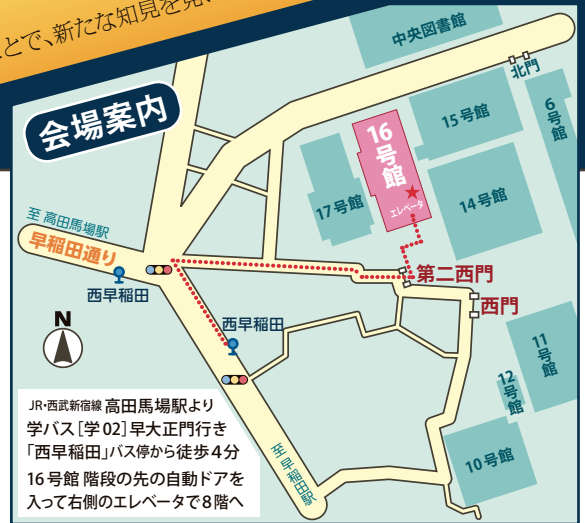 とで、新たな知見を見
会場案内
中央図書館
北門
6号館
15号館
16号館
エレベータ
17号館
14号館
至 高田馬場駅
早稲田通り
西早稲田
第二西門
西門
西早稲田
N
11号館
12号館
10号館
至 早稲田駅
JR・西武新宿線 高田馬場駅より
学バス [学02] 早大正門行き
「西早稲田」バス停から徒歩4分
16号館 階段の先の自動ドアを
入って右側のエレベータで8階へ